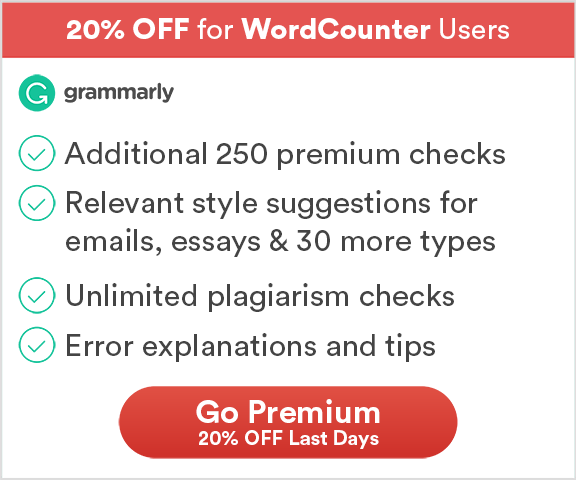 20% OFF for WordCounter Users
grammarly
Additional 250 premium checks
Relevant style suggestions for
emails, essays & 30 more types
Unlimited plagiarism checks
Error explanations and tips
Go Premium
20% OFF Last Days